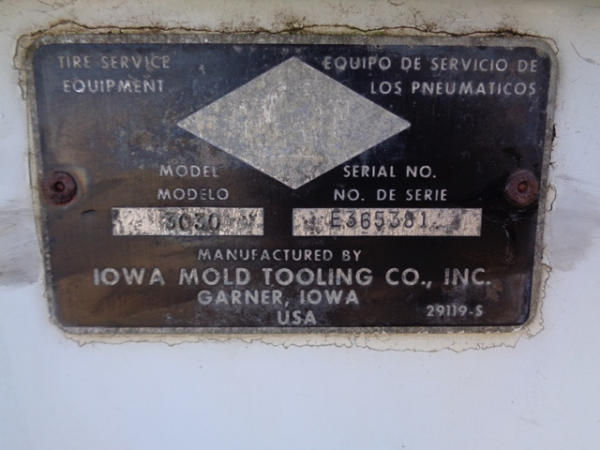 TIRE SERVICE
EQUIPMENT
EQUIPO DE SERVICIO DE
LOS PNEUMATICOS
MODEL
MODELO
3030
SERIAL NO.
NO. DE SERIE
E365381
MANUFACTURED BY
IOWA MOLD TOOLING CO., INC.
GARNER, IOWA
USA
29119-S